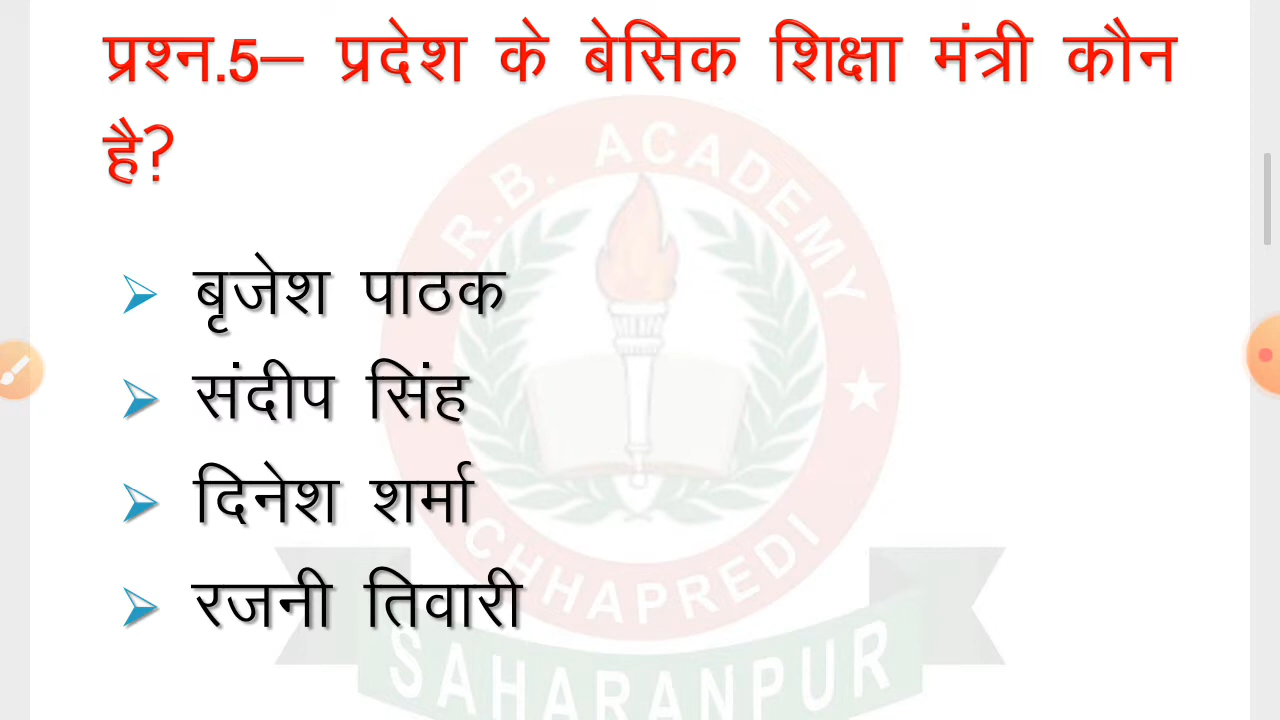 प्रश्न.5– प्रदेश के बेसिक शिक्षा मंत्री कौन
है?
R.B. ACADEMY
बृजेश पाठक
संदीप सिंह
दिनेश शर्मा
रजनी तिवारी
CHHAPREDI
SAHARANPUR